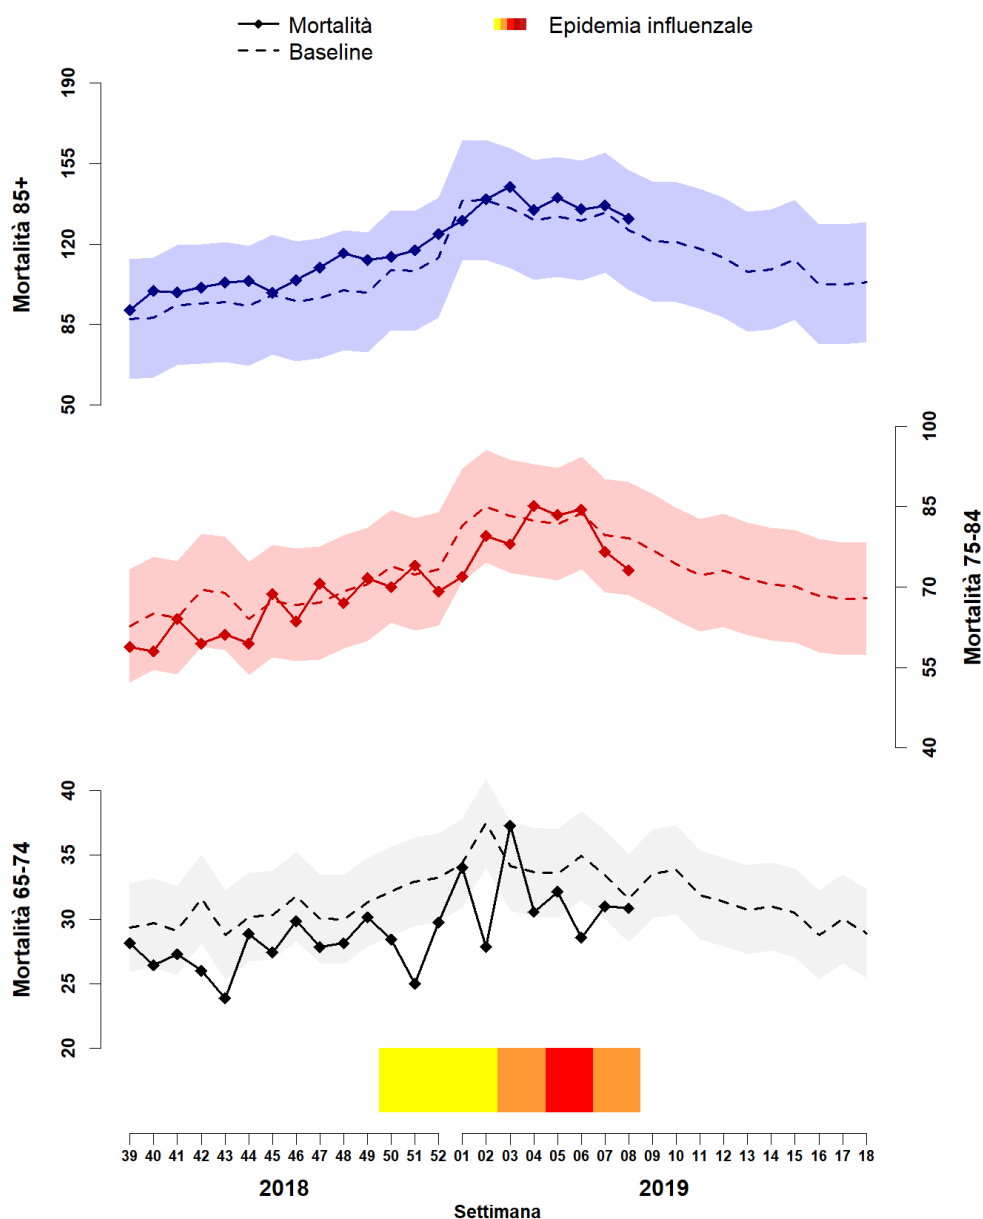 Mortalità
Baseline
Epidemia influenzale
Mortalità 85+
190
155
120
85
50
Mortalità 75-84
100
85
70
55
40
Mortalità 65-74
40
35
30
25
20
39 40 41 42 43 44 45 46 47 48 49 50 51 52 01 02 03 04 05 06 07 08 09 10 11 12 13 14 15 16 17 18
2018 2019
Settimana